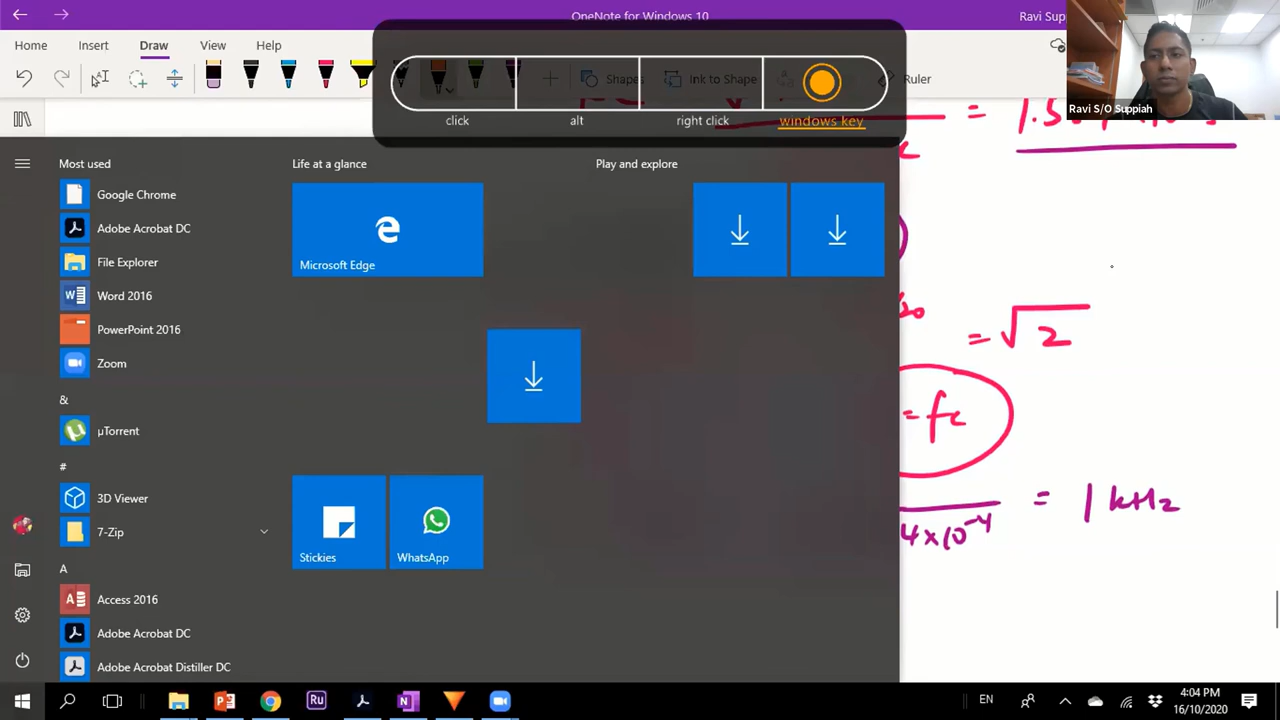 OneNote for Windows 10
Ravi Sup
Home
Insert
Draw
View
Help
Shapes
Ink to Shape
Ruler
click
alt
right click
windows key
Ravi S/O Suppiah
Most used
Google Chrome
Adobe Acrobat DC
File Explorer
Word 2016
PowerPoint 2016
Zoom
&
µTorrent
#
3D Viewer
7-Zip
A
Access 2016
Adobe Acrobat DC
Adobe Acrobat Distiller DC
Life at a glance
Microsoft Edge
Stickies
WhatsApp
Play and explore
= √2
= fc
4x10⁻⁴ = 1 kHz
EN
4:04 PM
16/10/2020